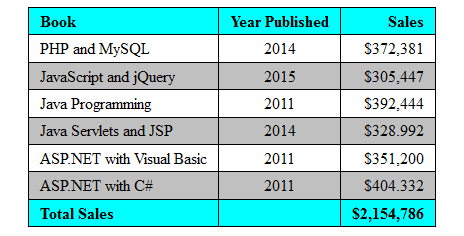 Book Year Published Sales
PHP and MySQL 2014 $372,381
JavaScript and jQuery 2015 $305,447
Java Programming 2011 $392,444
Java Servlets and JSP 2014 $328.992
ASP.NET with Visual Basic 2011 $351,200
ASP.NET with C# 2011 $404.332
Total Sales $2,154,786